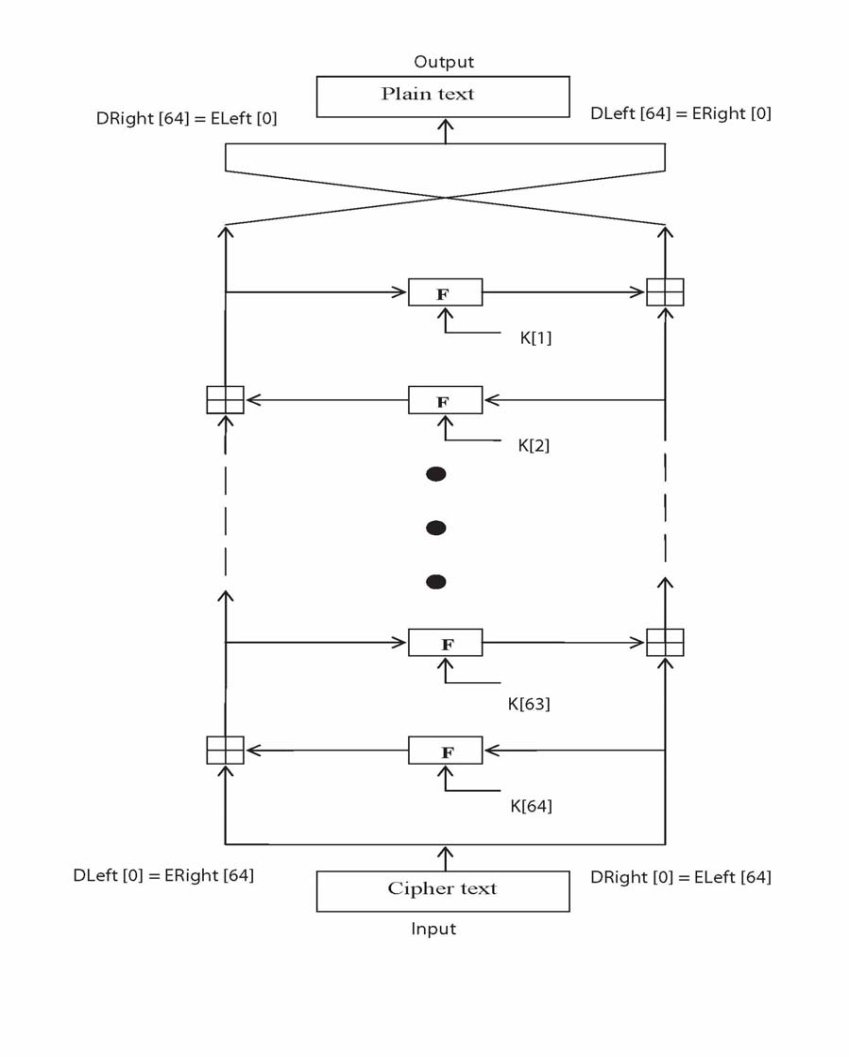 Output
Plain text
DRight [64] = ELeft [0]
DLeft [64] = ERight [0]
F
K[1]
F
K[2]
F
K[63]
F
K[64]
DLeft [0] = ERight [64]
DRight [0] = ELeft [64]
Cipher text
Input